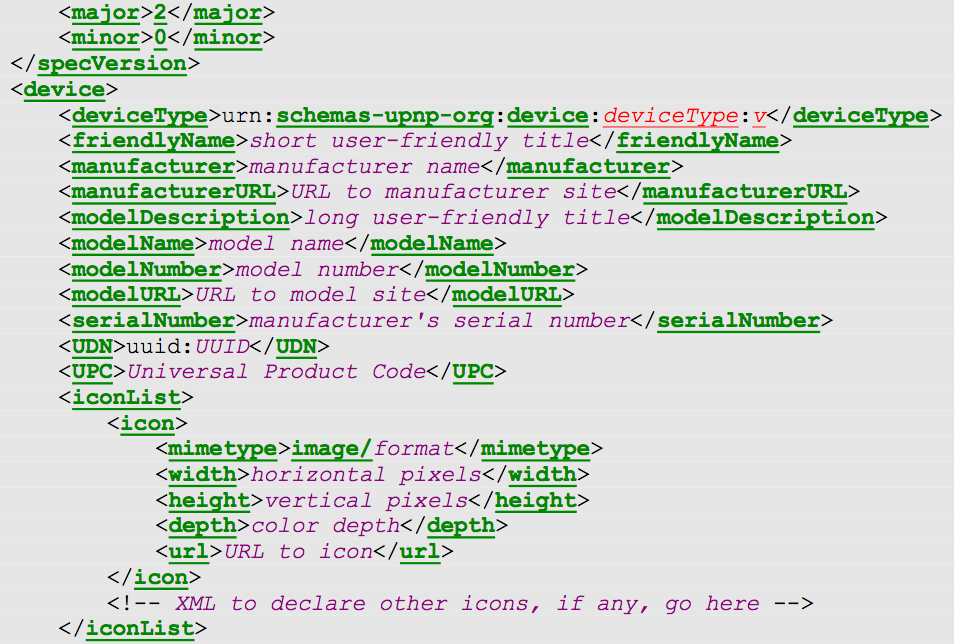 <major>2</major>
<minor>0</minor>
</specVersion>
<device>
<deviceType>urn:schemas-upnp-org:device:deviceType:v</deviceType>
<friendlyName>short user-friendly title</friendlyName>
<manufacturer>manufacturer name</manufacturer>
<manufacturerURL>URL to manufacturer site</manufacturerURL>
<modelDescription>long user-friendly title</modelDescription>
<modelName>model name</modelName>
<modelNumber>model number</modelNumber>
<modelURL>URL to model site</modelURL>
<serialNumber>manufacturer's serial number</serialNumber>
<UDN>uuid:UUID</UDN>
<UPC>Universal Product Code</UPC>
<iconList>
<icon>
<mimetype>image/format</mimetype>
<width>horizontal pixels</width>
<height>vertical pixels</height>
<depth>color depth</depth>
<url>URL to icon</url>
</icon>
<!-- XML to declare other icons, if any, go here -->
</iconList>